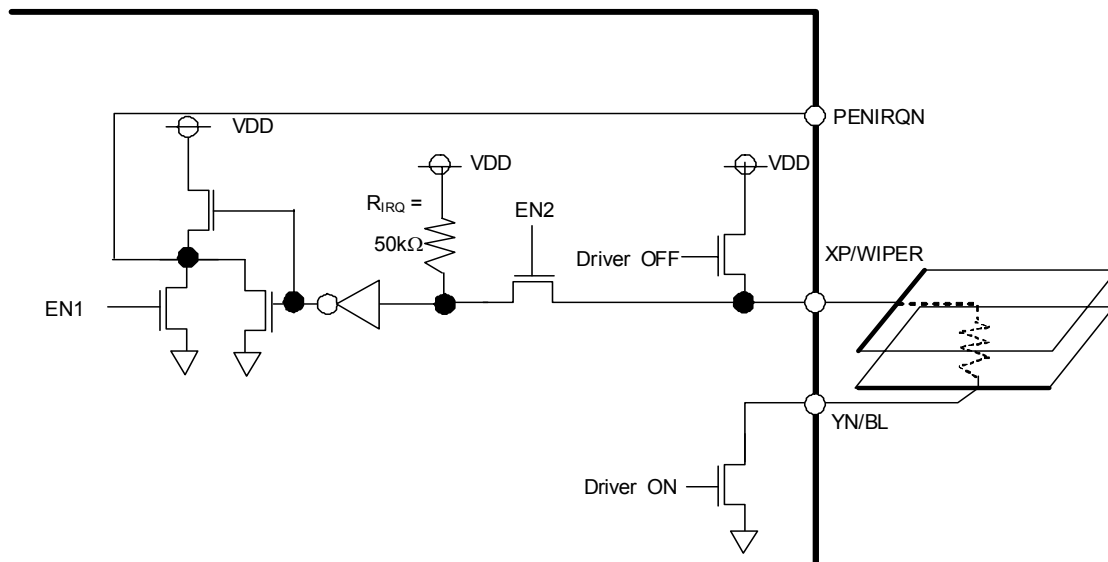 PENIRQN
VDD
VDD
VDD
R_IRQ =
50kΩ
EN2
Driver OFF
XP/WIPER
EN1
YN/BL
Driver ON